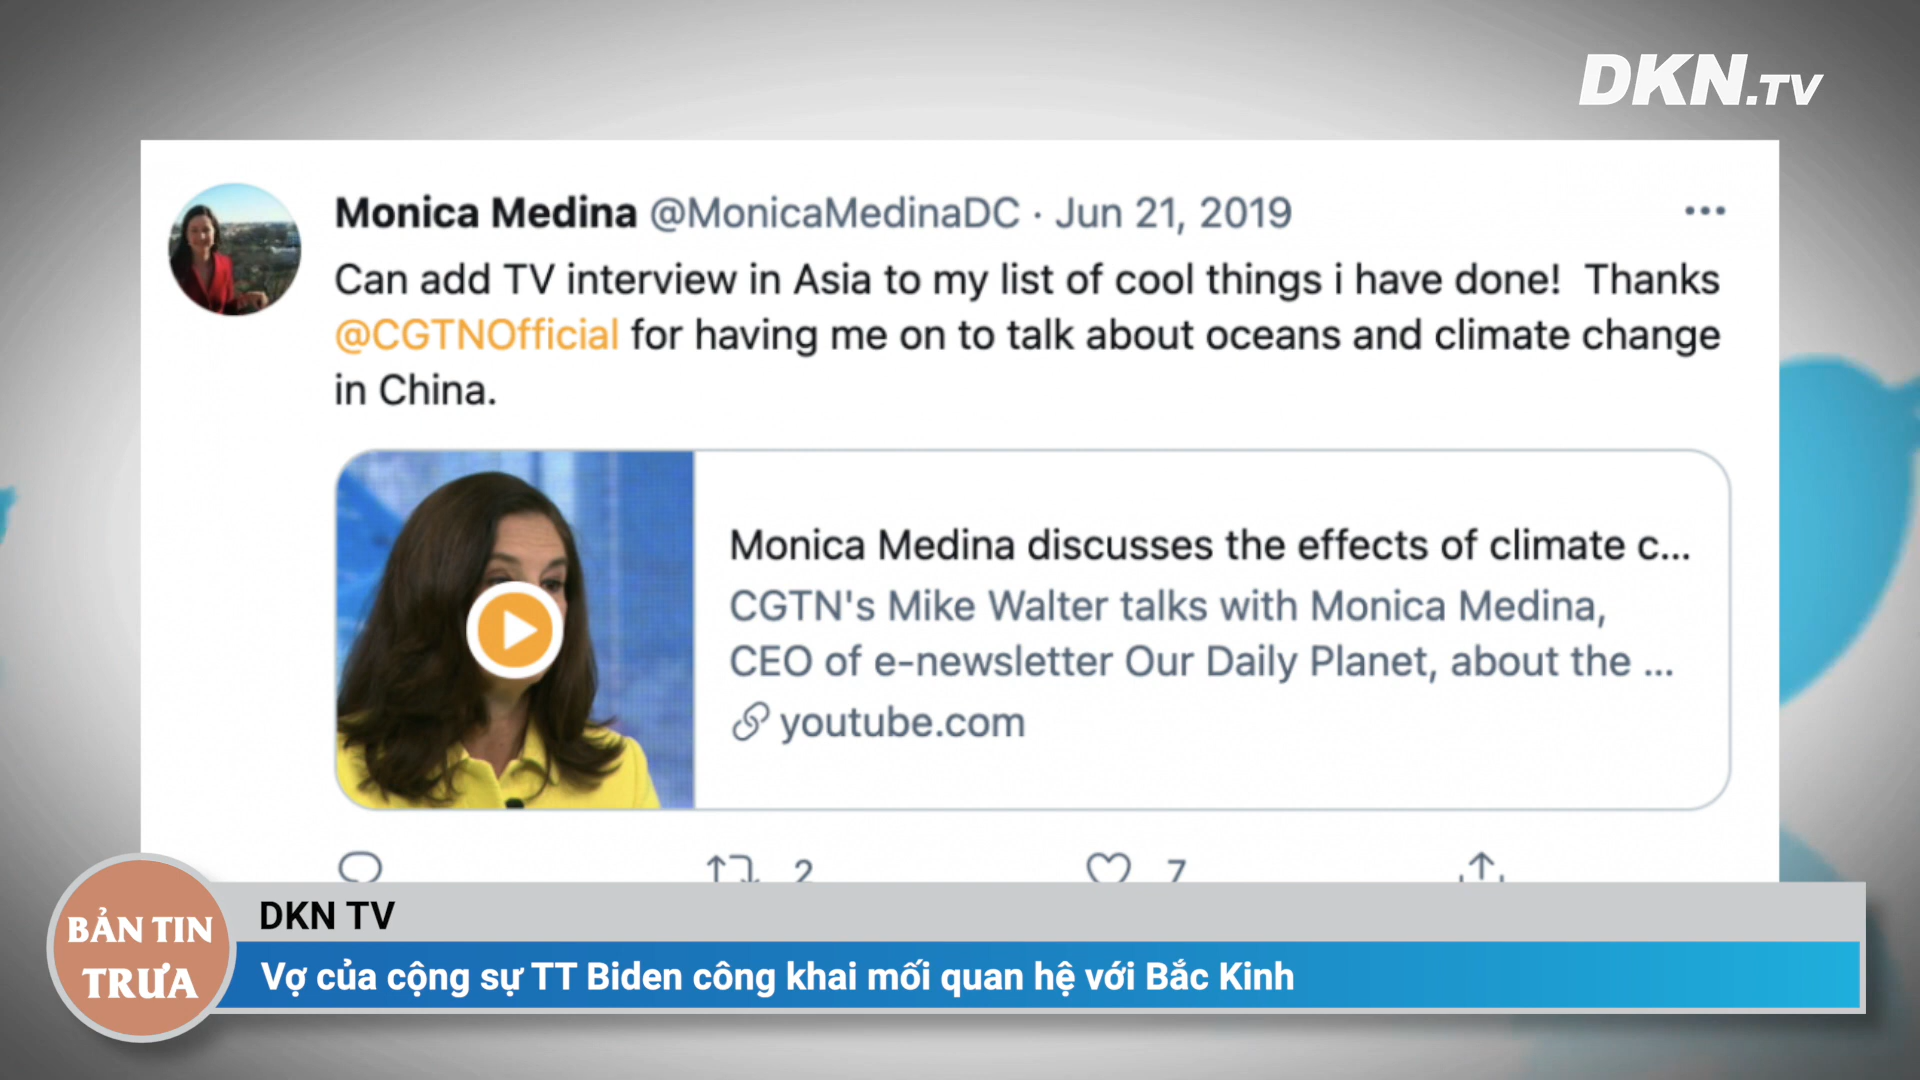 DKN.TV
Monica Medina @MonicaMedinaDC · Jun 21, 2019
Can add TV interview in Asia to my list of cool things i have done! Thanks
@CGTNOfficial for having me on to talk about oceans and climate change
in China.
Monica Medina discusses the effects of climate c...
CGTN's Mike Walter talks with Monica Medina,
CEO of e-newsletter Our Daily Planet, about the ...
youtube.com
2 7
BẢN TIN
TRƯA
DKN TV
Vợ của cộng sự TT Biden công khai mối quan hệ với Bắc Kinh